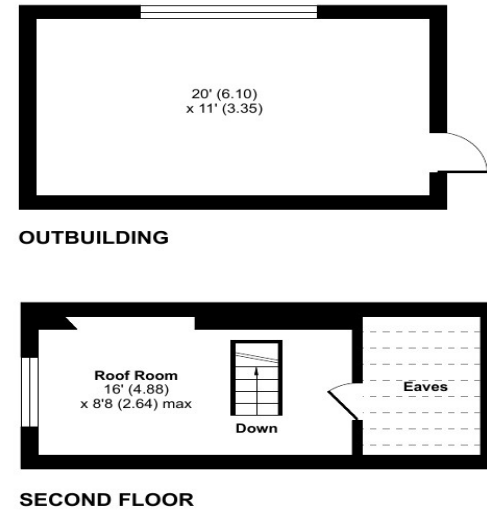 20' (6.10)
x 11' (3.35)
OUTBUILDING
Roof Room
16' (4.88)
x 8'8 (2.64) max
Down
Eaves
SECOND FLOOR